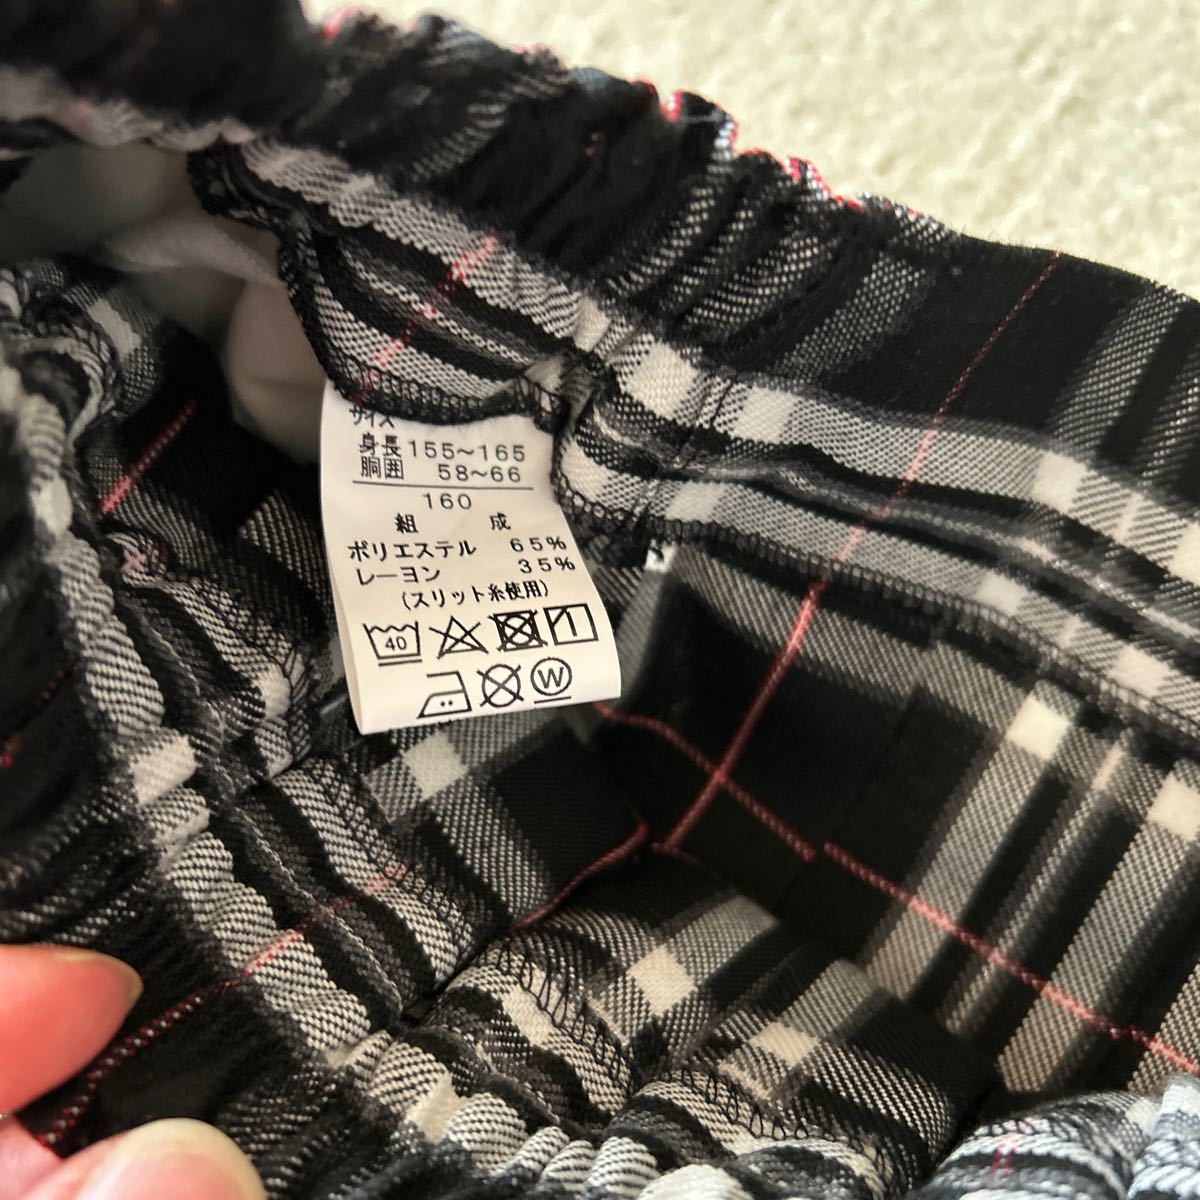 サイズ
身長 155～165
胴囲 58～66
160
組 成
ポリエステル 65%
レーヨン 35%
(スリット糸使用)
40
W